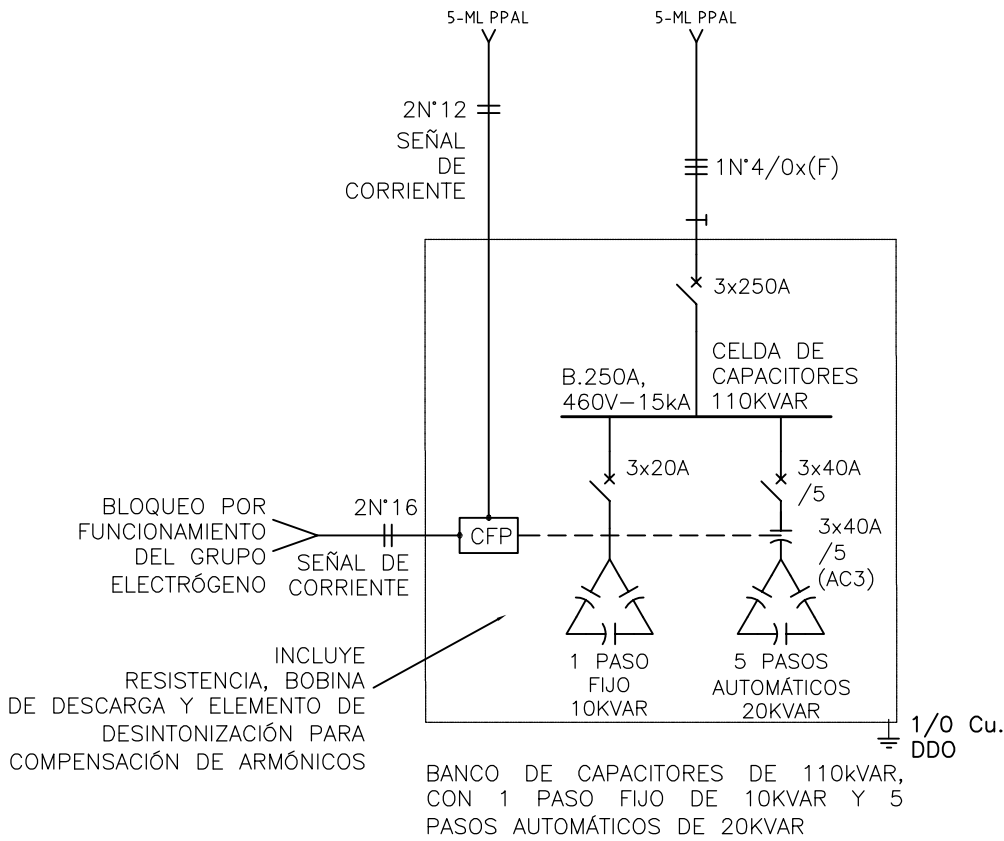 5-ML PPAL
5-ML PPAL
2N°12
SEÑAL
DE
CORRIENTE
1N°4/0x(F)
3x250A
CELDA DE
CAPACITORES
110KVAR
B.250A,
460V-15kA
3x20A
3x40A
/5
BLOQUEO POR
FUNCIONAMIENTO
DEL GRUPO
ELECTRÓGENO
2N°16
SEÑAL DE
CORRIENTE
CFP
3x40A
/5
(AC3)
1 PASO
FIJO
10KVAR
5 PASOS
AUTOMÁTICOS
20KVAR
INCLUYE
RESISTENCIA, BOBINA
DE DESCARGA Y ELEMENTO DE
DESINTONIZACIÓN PARA
COMPENSACIÓN DE ARMÓNICOS
1/0 Cu.
DDO
BANCO DE CAPACITORES DE 110kVAR,
CON 1 PASO FIJO DE 10KVAR Y 5
PASOS AUTOMÁTICOS DE 20KVAR